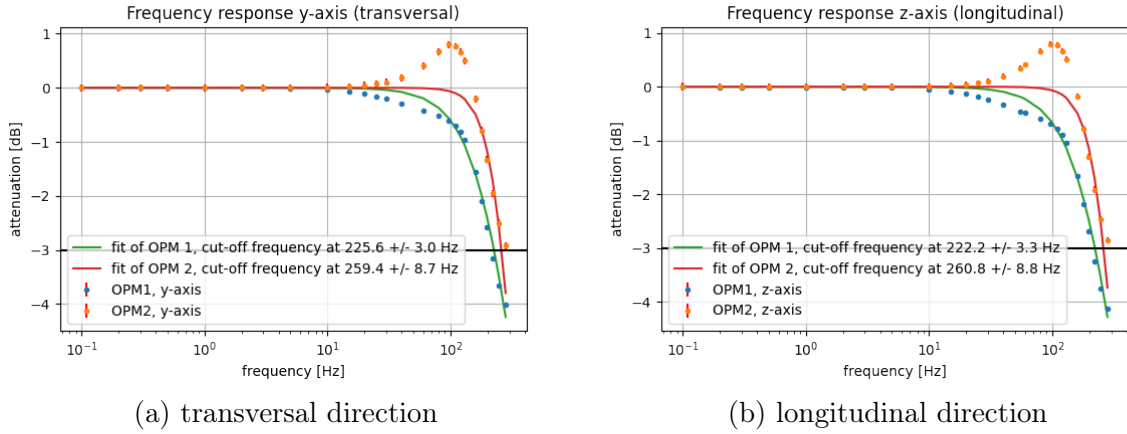 Frequency response y-axis (transversal)
1
0
−1
−2
−3
−4
attenuation [dB]
fit of OPM 1, cut-off frequency at 225.6 +/- 3.0 Hz
fit of OPM 2, cut-off frequency at 259.4 +/- 8.7 Hz
OPM1, y-axis
OPM2, y-axis
10⁻¹ 10⁰ 10¹ 10²
frequency [Hz]
(a) transversal direction
Frequency response z-axis (longitudinal)
1
0
−1
−2
−3
−4
attenuation [dB]
fit of OPM 1, cut-off frequency at 222.2 +/- 3.3 Hz
fit of OPM 2, cut-off frequency at 260.8 +/- 8.8 Hz
OPM1, z-axis
OPM2, z-axis
10⁻¹ 10⁰ 10¹ 10²
frequency [Hz]
(b) longitudinal direction